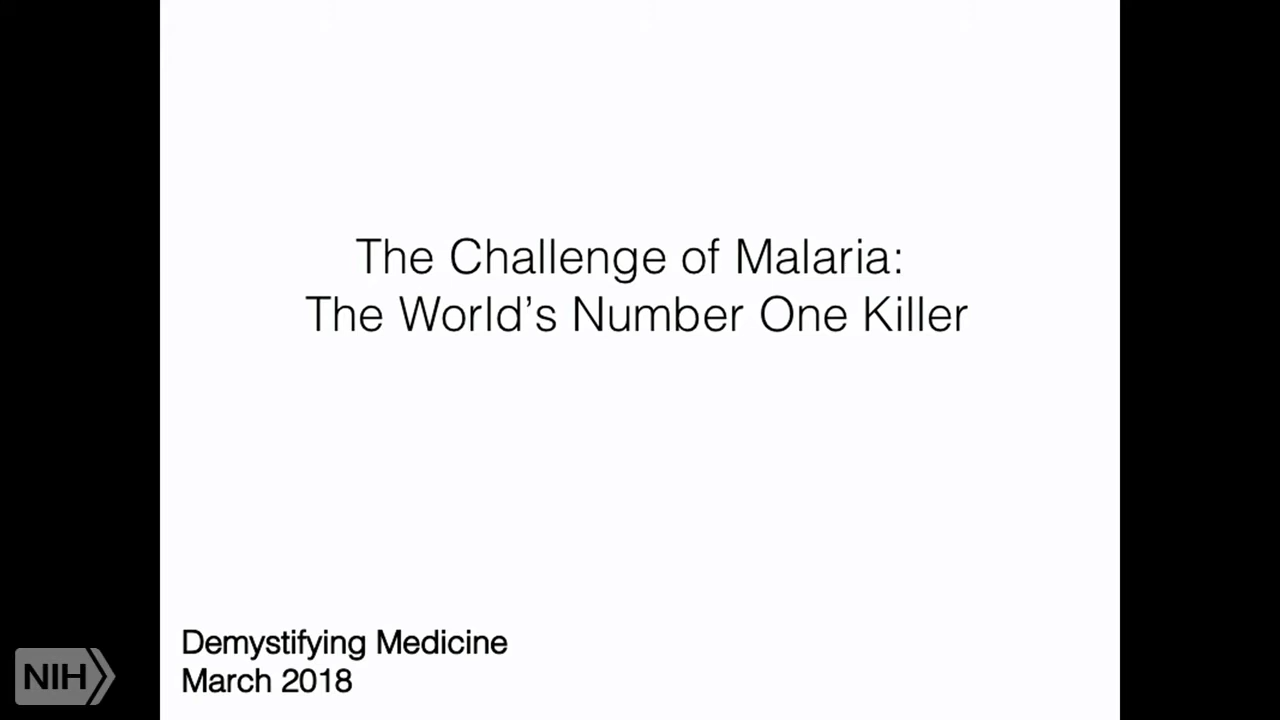 The Challenge of Malaria:
The World's Number One Killer
Demystifying Medicine
March 2018
NIH